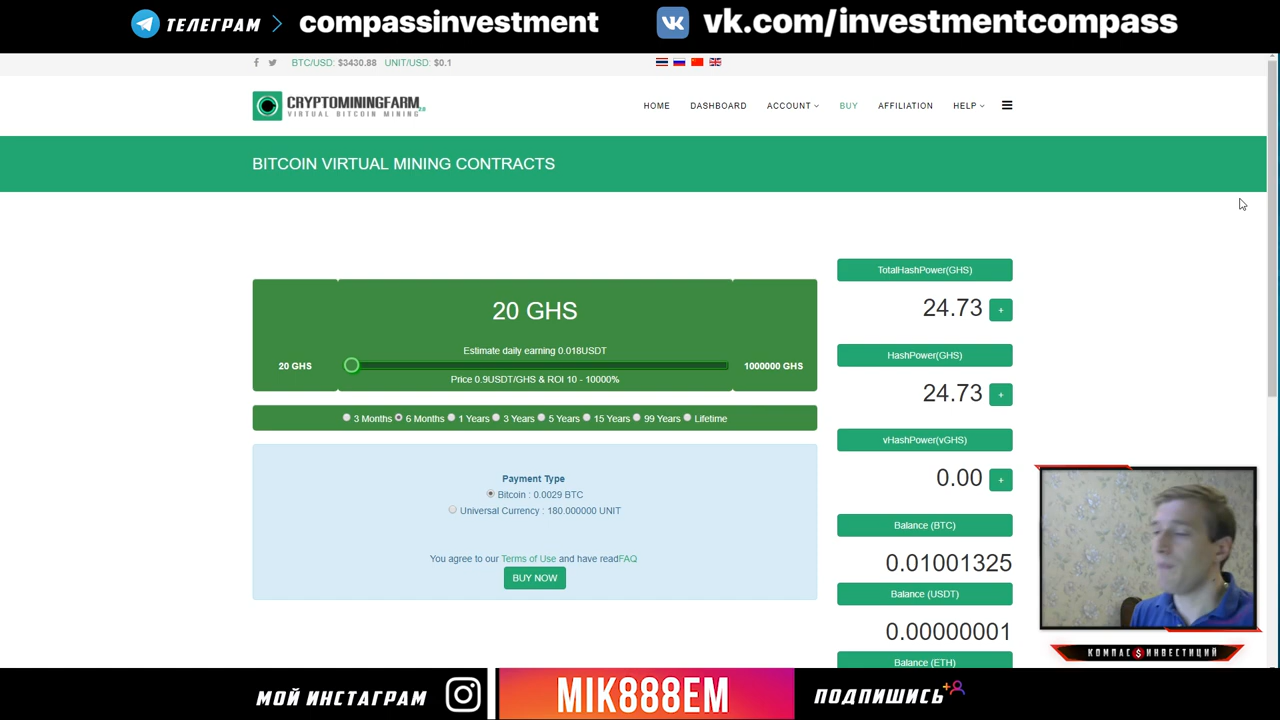 ТЕЛЕГРАМ > compassinvestment
vk.com/investmentcompass
BTC/USD: $3430.88 UNIT/USD: $0.1
CRYPTOMININGFARM
VIRTUAL BITCOIN MINING
HOME DASHBOARD ACCOUNT BUY AFFILIATION HELP
BITCOIN VIRTUAL MINING CONTRACTS
20 GHS
Estimate daily earning 0.018USDT
20 GHS
1000000 GHS
Price 0.9USDT/GHS & ROI 10 - 10000%
3 Months 6 Months 1 Years 3 Years 5 Years 15 Years 99 Years Lifetime
Payment Type
Bitcoin : 0.0029 BTC
Universal Currency : 180.000000 UNIT
You agree to our Terms of Use and have readFAQ
BUY NOW
TotalHashPower(GHS)
24.73 +
HashPower(GHS)
24.73 +
vHashPower(vGHS)
0.00 +
Balance (BTC)
0.01001325
Balance (USDT)
0.00000001
Balance (ETH)
КОМПАС $ ИНВЕСТИЦИЙ
МОЙ ИНСТАГРАМ
MIK888EM
ПОДПИШИСЬ